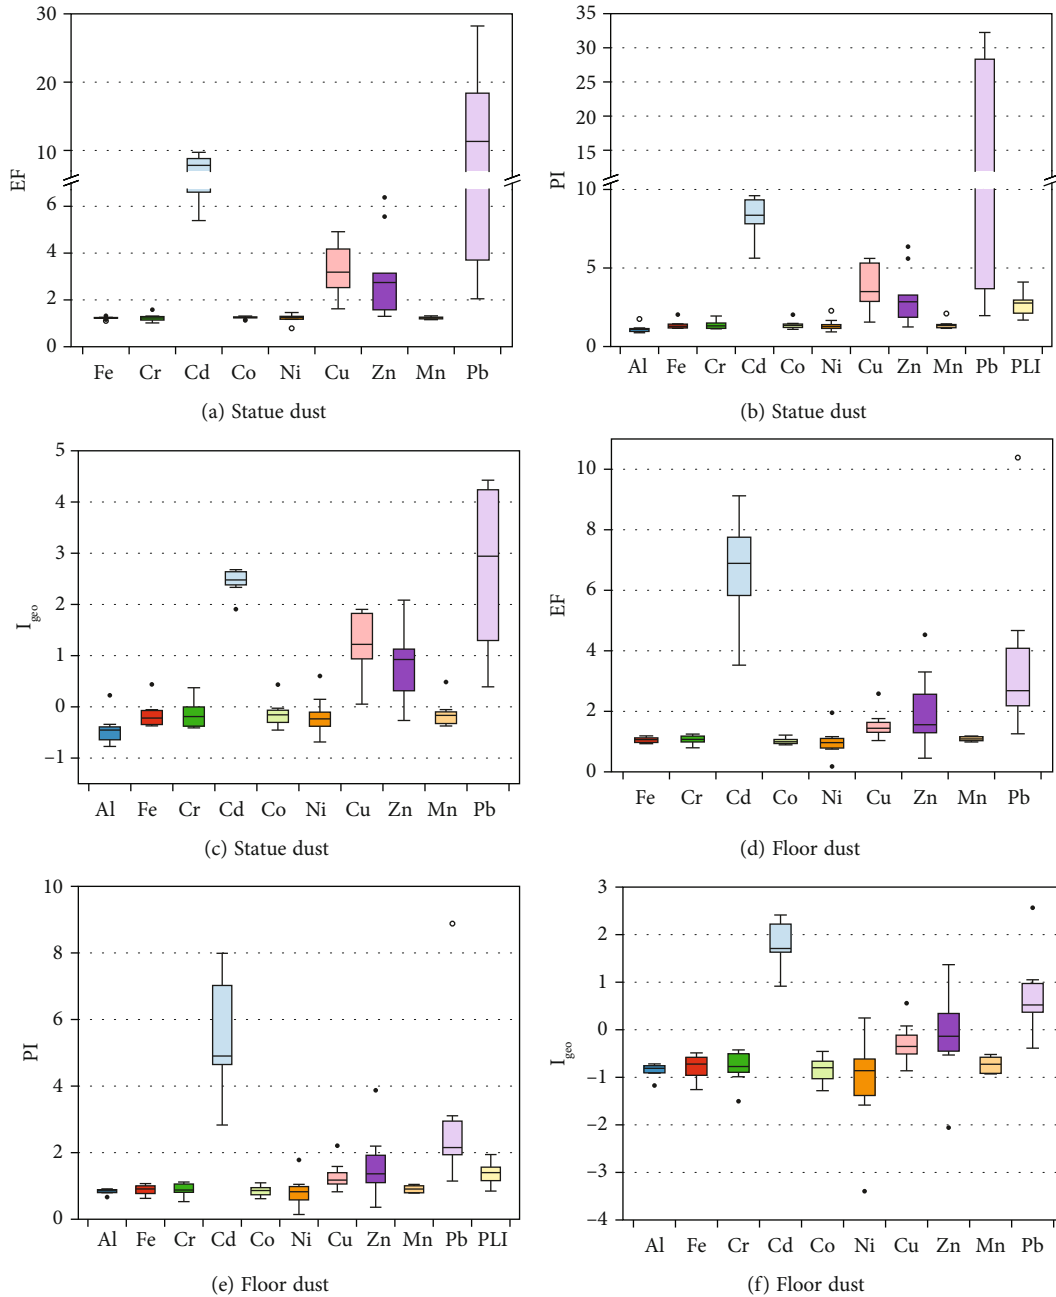 30
20
10
6
4
2
0
EF
Fe Cr Cd Co Ni Cu Zn Mn Pb
(a) Statue dust
35
30
25
20
15
10
5
0
PI
Al Fe Cr Cd Co Ni Cu Zn Mn Pb PLI
(b) Statue dust
5
4
3
2
1
0
−1
I_geo
Al Fe Cr Cd Co Ni Cu Zn Mn Pb
(c) Statue dust
10
8
6
4
2
0
EF
Fe Cr Cd Co Ni Cu Zn Mn Pb
(d) Floor dust
10
8
6
4
2
0
PI
Al Fe Cr Cd Co Ni Cu Zn Mn Pb PLI
(e) Floor dust
3
2
1
−0
−1
−2
−3
−4
I_geo
Al Fe Cr Cd Co Ni Cu Zn Mn Pb
(f) Floor dust